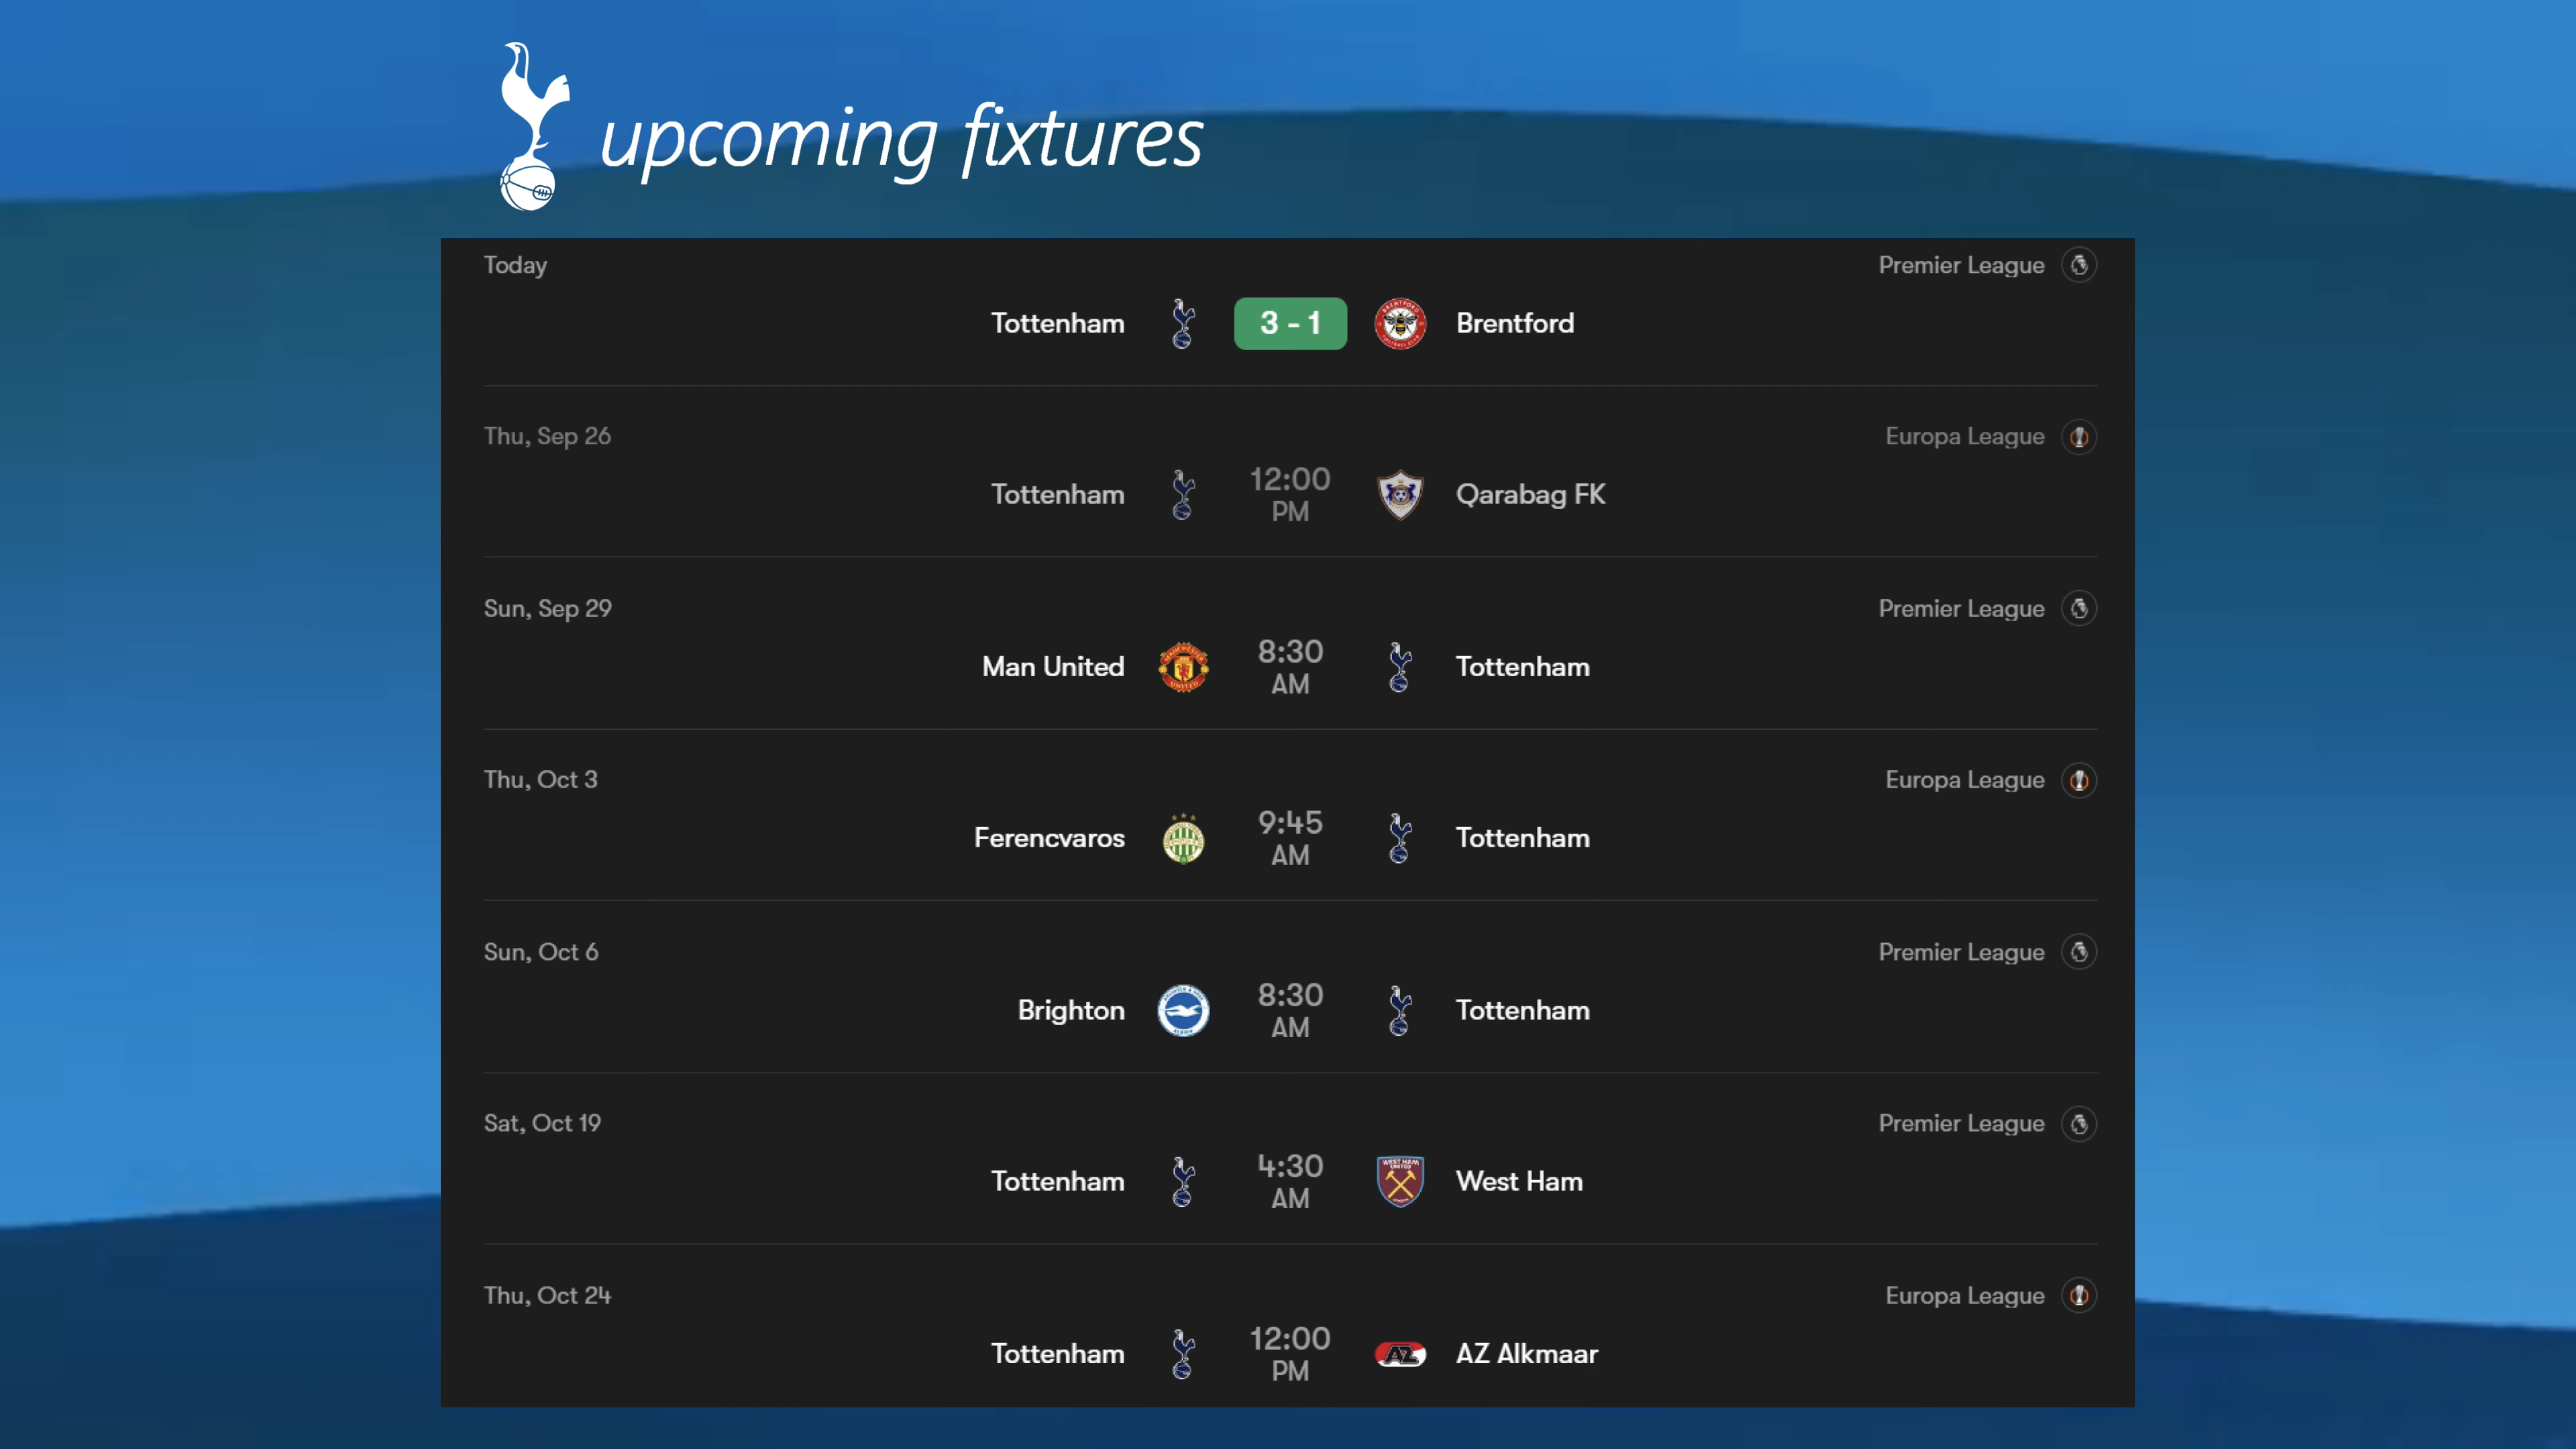 upcoming fixtures
Today
Premier League
Tottenham 3 - 1 Brentford
Thu, Sep 26
Europa League
Tottenham 12:00 PM Qarabag FK
Sun, Sep 29
Premier League
Man United 8:30 AM Tottenham
Thu, Oct 3
Europa League
Ferencvaros 9:45 AM Tottenham
Sun, Oct 6
Premier League
Brighton 8:30 AM Tottenham
Sat, Oct 19
Premier League
Tottenham 4:30 AM West Ham
Thu, Oct 24
Europa League
Tottenham 12:00 PM AZ Alkmaar